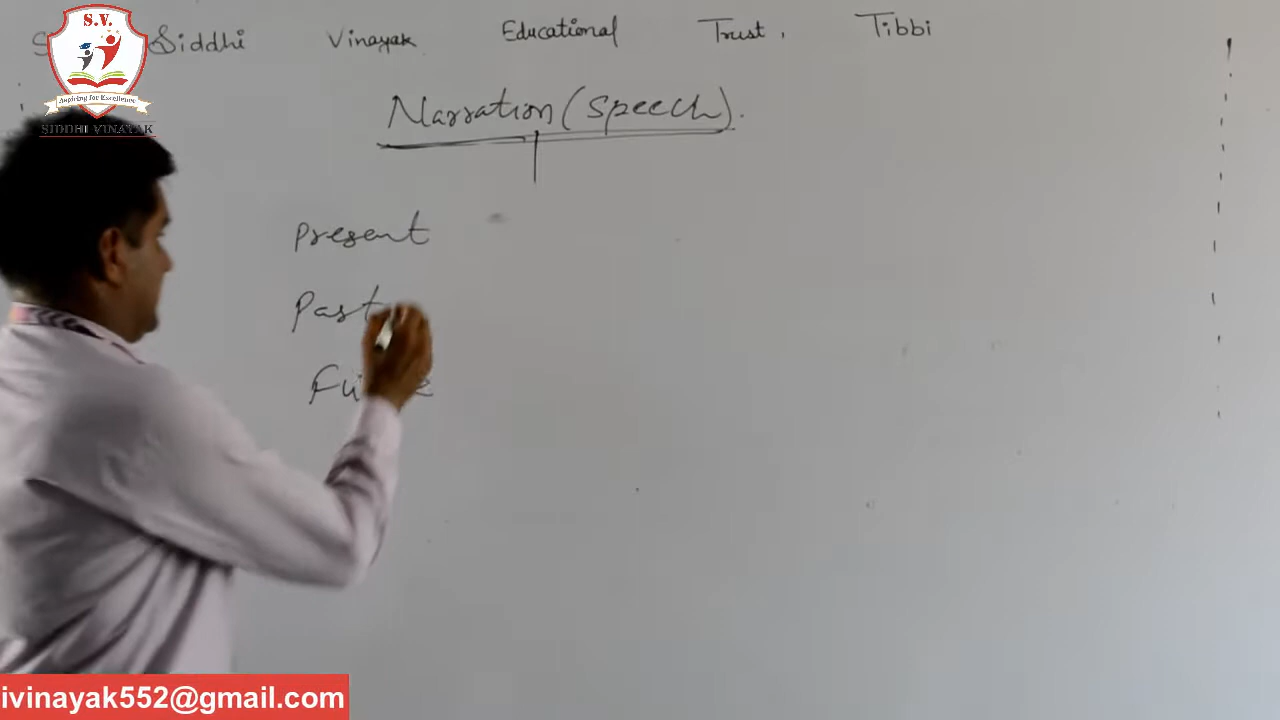 Siddhi Vinayak Educational Trust, Tibbi
S.V.
Aspiring for Excellence
SIDDHI VINAYAK
Narration (Speech).
Present
Past
ivinayak552@gmail.com